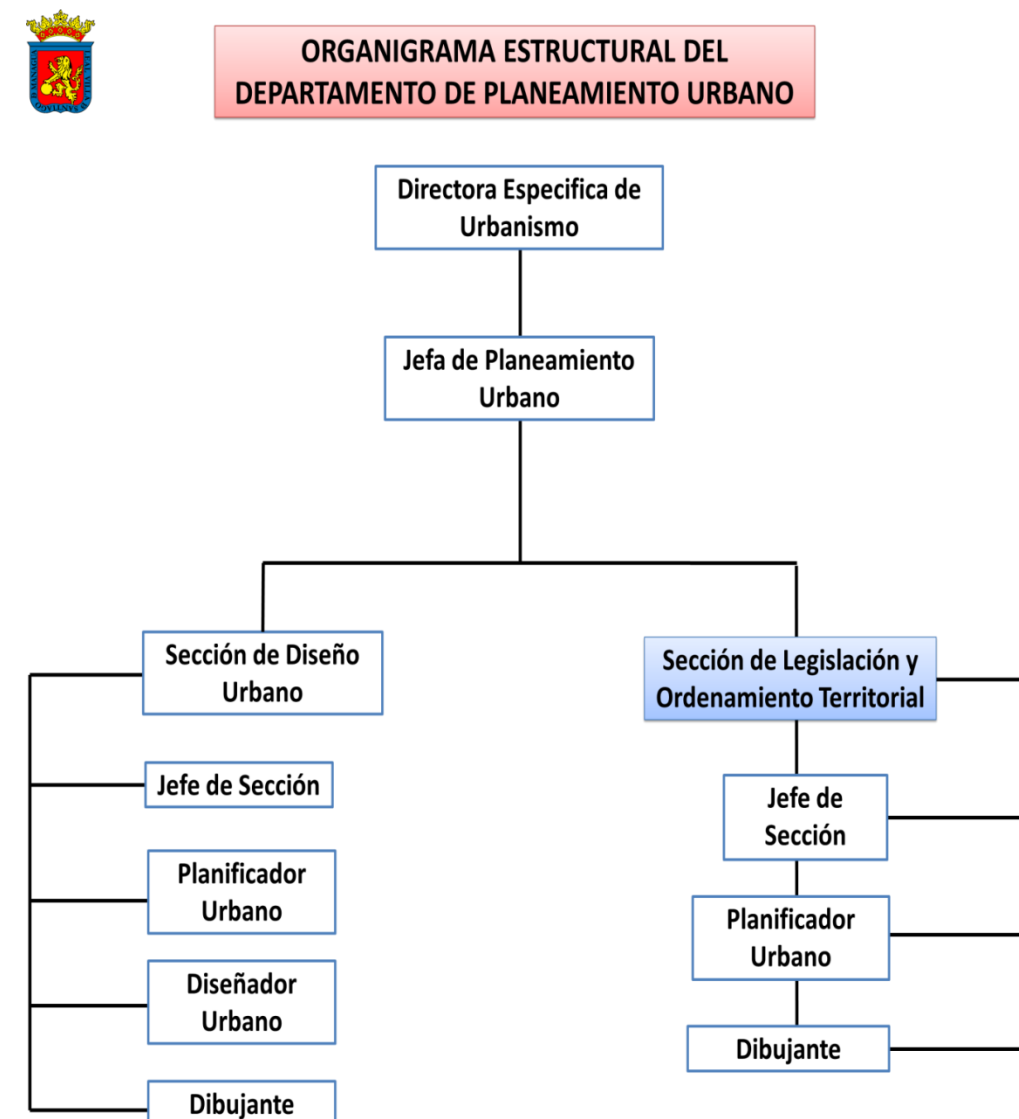 ORGANIGRAMA ESTRUCTURAL DEL
DEPARTAMENTO DE PLANEAMIENTO URBANO
Directora Especifica de
Urbanismo
Jefa de Planeamiento
Urbano
Sección de Diseño
Urbano
Jefe de Sección
Planificador
Urbano
Diseñador
Urbano
Dibujante
Sección de Legislación y
Ordenamiento Territorial
Jefe de
Sección
Planificador
Urbano
Dibujante